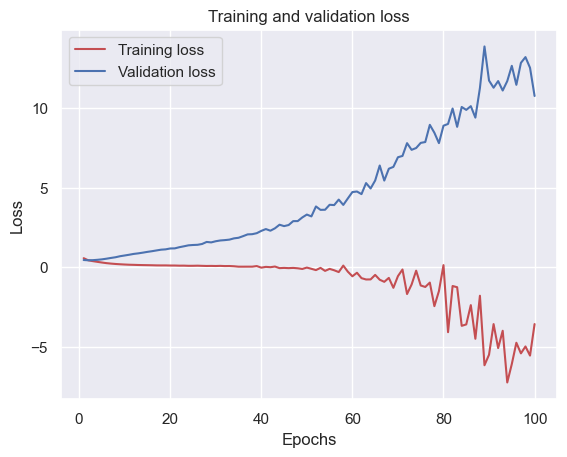 Training and validation loss
Training loss
Validation loss
Loss
10
5
0
−5
0
20
40
60
80
100
Epochs